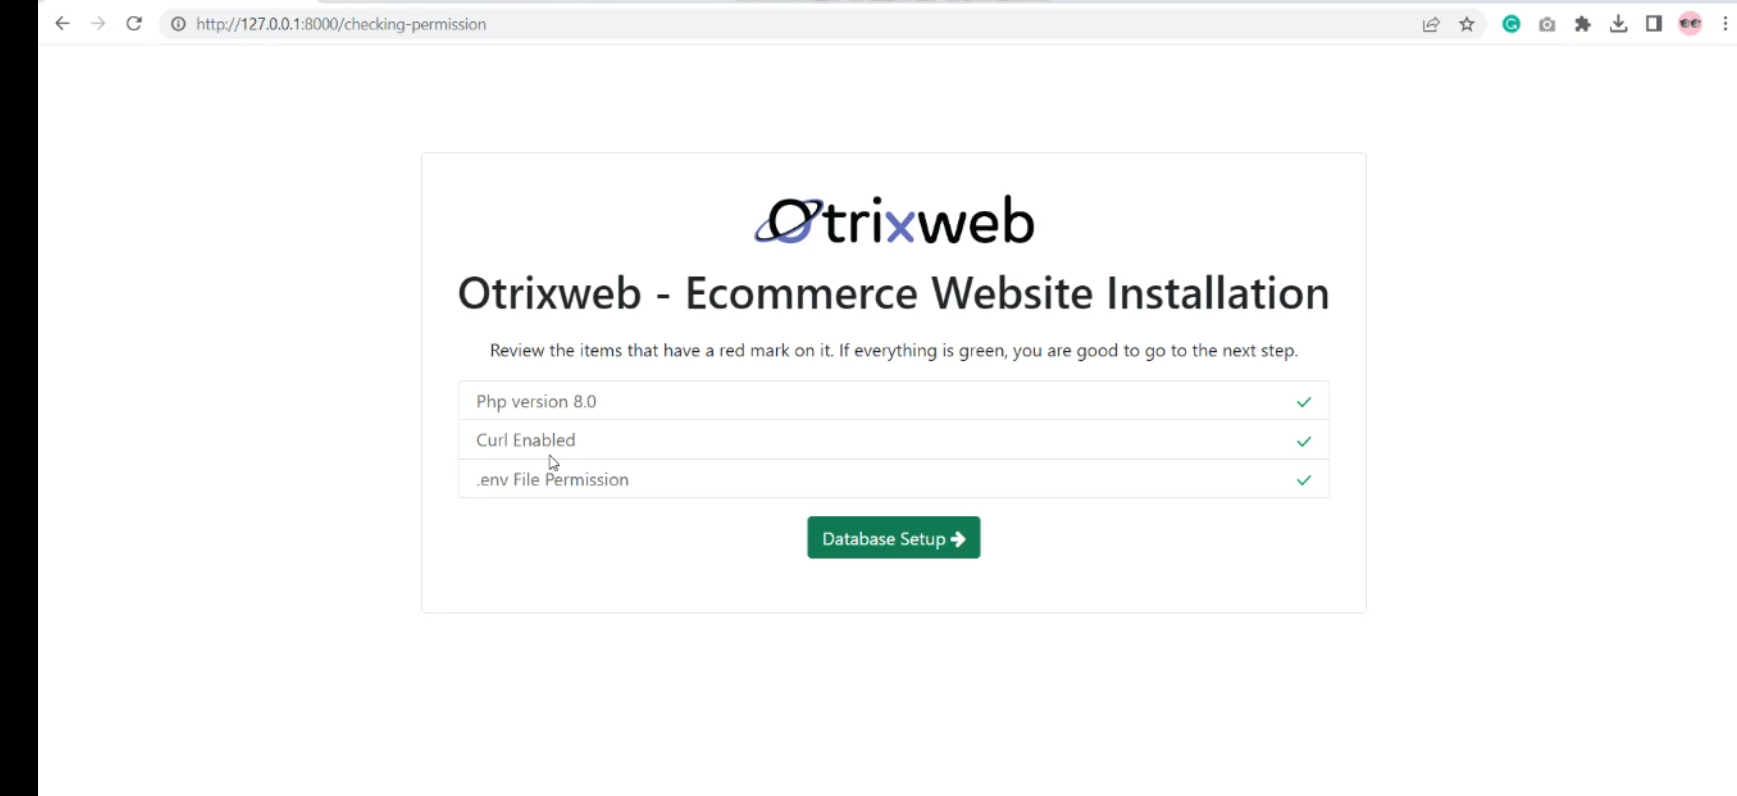 http://127.0.0.1:8000/checking-permission
Otrixweb
Otrixweb - Ecommerce Website Installation
Review the items that have a red mark on it. If everything is green, you are good to go to the next step.
Php version 8.0
Curl Enabled
.env File Permission
Database Setup